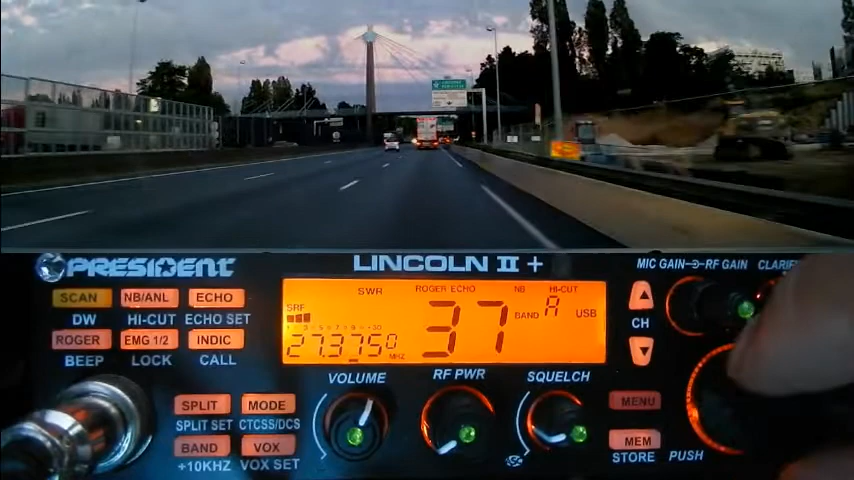 PRESIDENT
LINCOLN II +
MIC GAIN RF GAIN CLARIF
SCAN NB/ANL ECHO
DW HI-CUT ECHO SET
ROGER EMG 1/2 INDIC
BEEP LOCK CALL
SPLIT MODE
SPLIT SET CTCSS/DCS
BAND VOX
+10KHZ VOX SET
SWR ROGER ECHO NB HI-CUT
SRF
37 BAND A USB
27.3750 MHZ
VOLUME RF PWR SQUELCH
CH
MENU
MEM
STORE PUSH